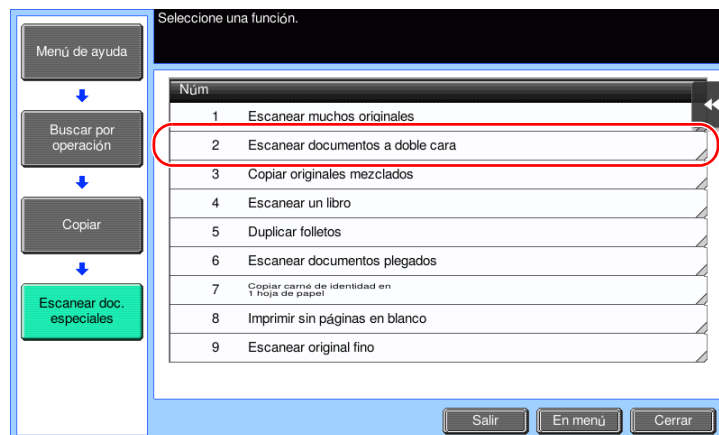 Seleccione una función.
Menú de ayuda
Buscar por
operación
Copiar
Escanear doc.
especiales
Núm
1 Escanear muchos originales
2 Escanear documentos a doble cara
3 Copiar originales mezclados
4 Escanear un libro
5 Duplicar folletos
6 Escanear documentos plegados
7 Copiar carné de identidad en
1 hoja de papel
8 Imprimir sin páginas en blanco
9 Escanear original fino
Salir En menú Cerrar